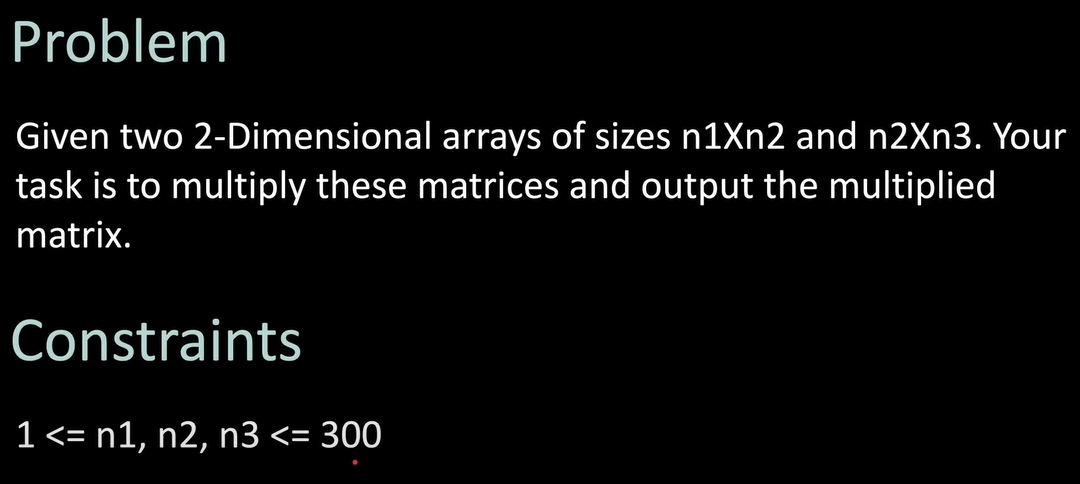 Problem
Given two 2-Dimensional arrays of sizes n1Xn2 and n2Xn3. Your
task is to multiply these matrices and output the multiplied
matrix.
Constraints
1 <= n1, n2, n3 <= 300